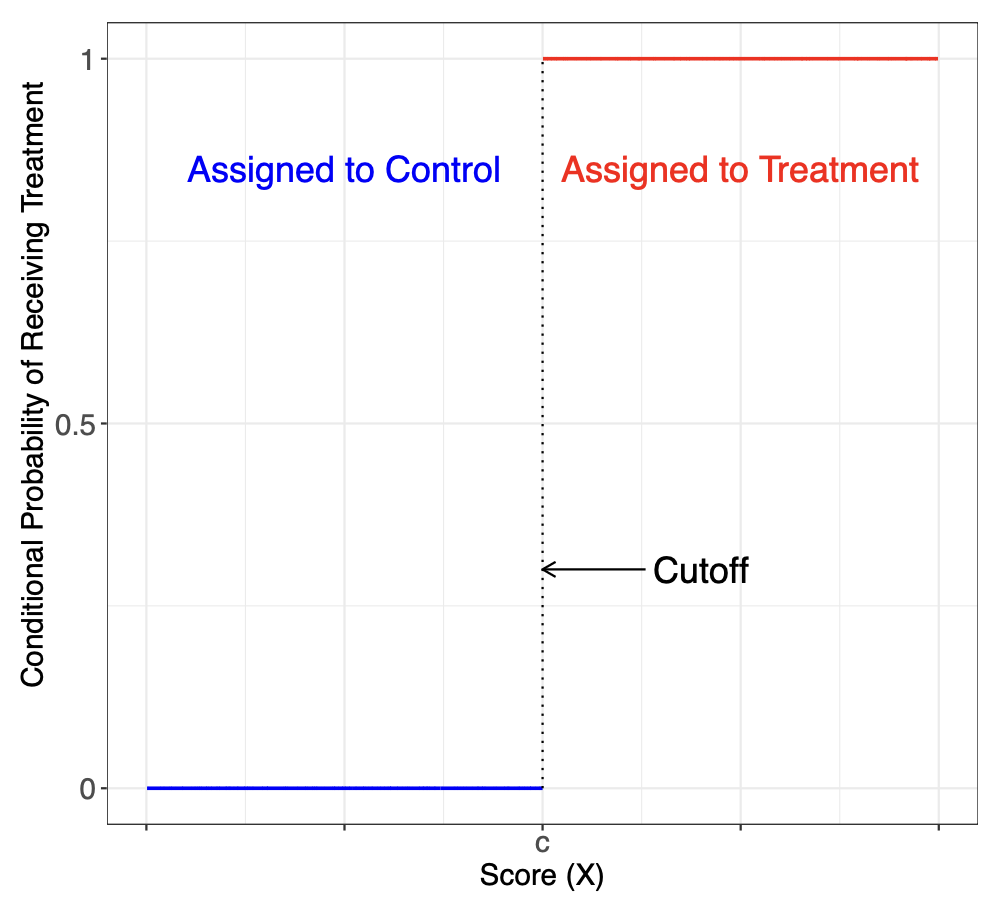 Conditional Probability of Receiving Treatment
1
0.5
0
Assigned to Control
Assigned to Treatment
Cutoff
c
Score (X)